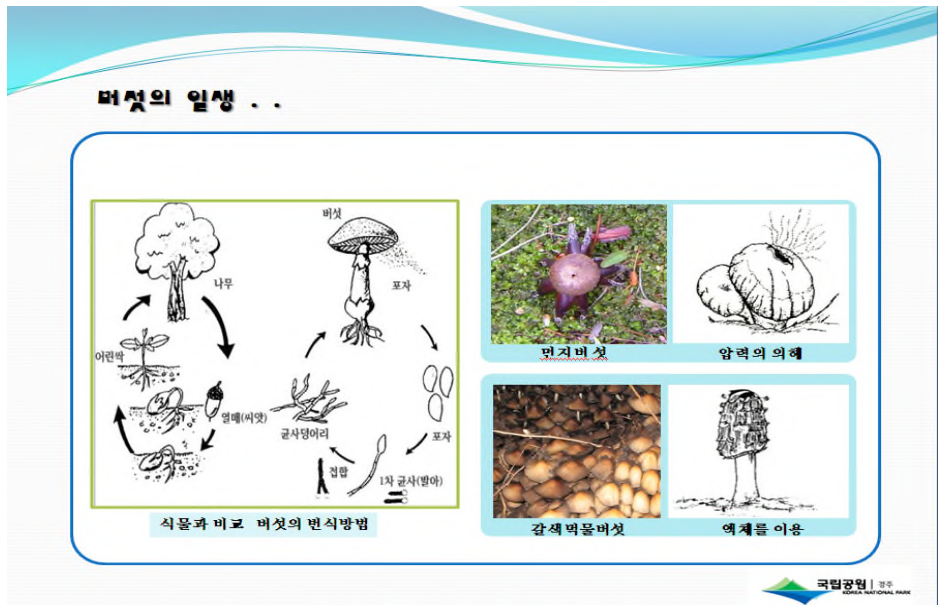 버섯의 일생 . .
버섯
나무
포자
어린싹
열매(씨앗)
균사덩어리
포자
접합
1차 균사(발아)
식물과 비교 버섯의 번식방법
먼지버섯
압력의 의해
갈색먹물버섯
액체를 이용
국립공원 | 경주
KOREA NATIONAL PARK